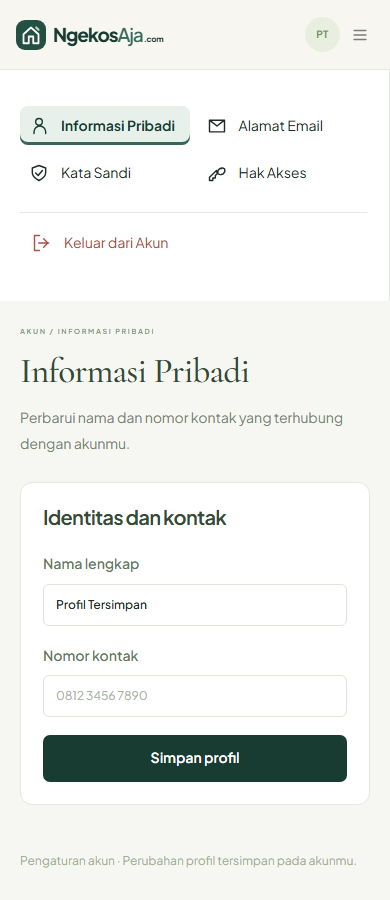 NgekosAja.com
PT
Informasi Pribadi
Alamat Email
Kata Sandi
Hak Akses
Keluar dari Akun
AKUN / INFORMASI PRIBADI
Informasi Pribadi
Perbarui nama dan nomor kontak yang terhubung
dengan akunmu.
Identitas dan kontak
Nama lengkap
Profil Tersimpan
Nomor kontak
0812 3456 7890
Simpan profil
Pengaturan akun · Perubahan profil tersimpan pada akunmu.